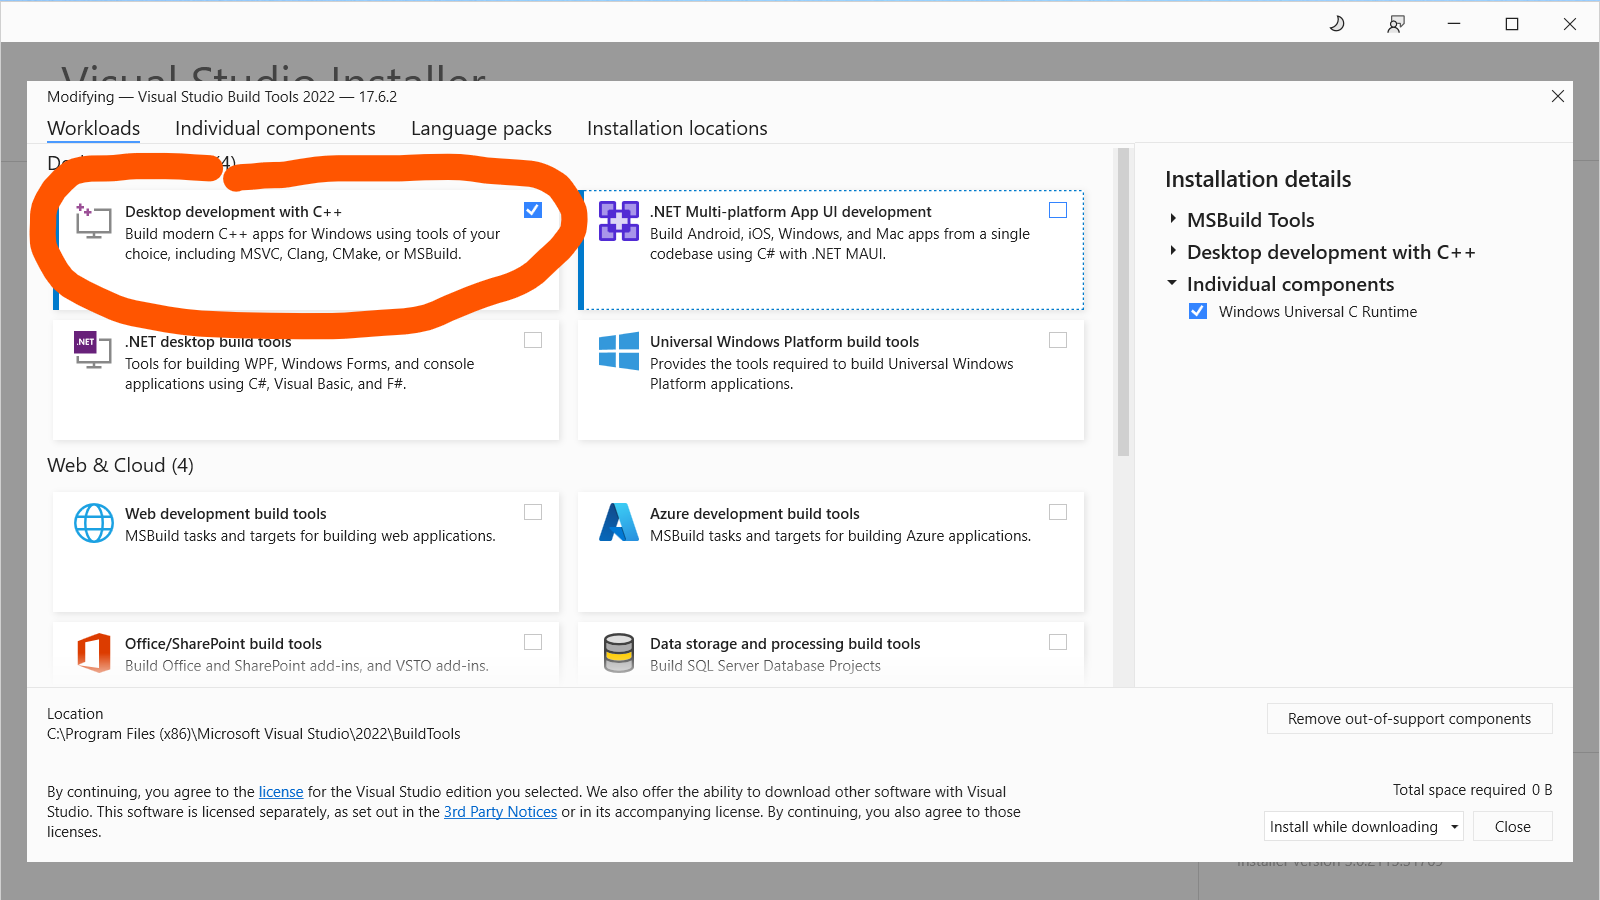 Visual Studio Installer
Modifying — Visual Studio Build Tools 2022 — 17.6.2
Workloads Individual components Language packs Installation locations
(4)
Desktop development with C++
Build modern C++ apps for Windows using tools of your
choice, including MSVC, Clang, CMake, or MSBuild.
.NET Multi-platform App UI development
Build Android, iOS, Windows, and Mac apps from a single
codebase using C# with .NET MAUI.
.NET
.NET desktop build tools
Tools for building WPF, Windows Forms, and console
applications using C#, Visual Basic, and F#.
Universal Windows Platform build tools
Provides the tools required to build Universal Windows
Platform applications.
Web & Cloud (4)
Web development build tools
MSBuild tasks and targets for building web applications.
Azure development build tools
MSBuild tasks and targets for building Azure applications.
Office/SharePoint build tools
Build Office and SharePoint add-ins, and VSTO add-ins.
Data storage and processing build tools
Build SQL Server Database Projects
Installation details
MSBuild Tools
Desktop development with C++
Individual components
Windows Universal C Runtime
Location
C:\Program Files (x86)\Microsoft Visual Studio\2022\BuildTools
Remove out-of-support components
By continuing, you agree to the license for the Visual Studio edition you selected. We also offer the ability to download other software with Visual
Studio. This software is licensed separately, as set out in the 3rd Party Notices or in its accompanying license. By continuing, you also agree to those
licenses.
Total space required 0 B
Install while downloading
Close